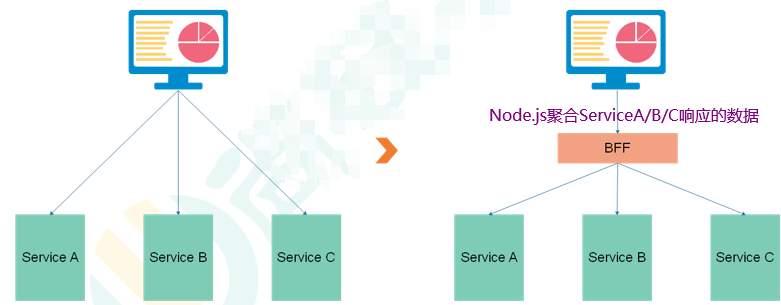 Node.js聚合ServiceA/B/C响应的数据
BFF
Service A
Service B
Service C
Service A
Service B
Service C